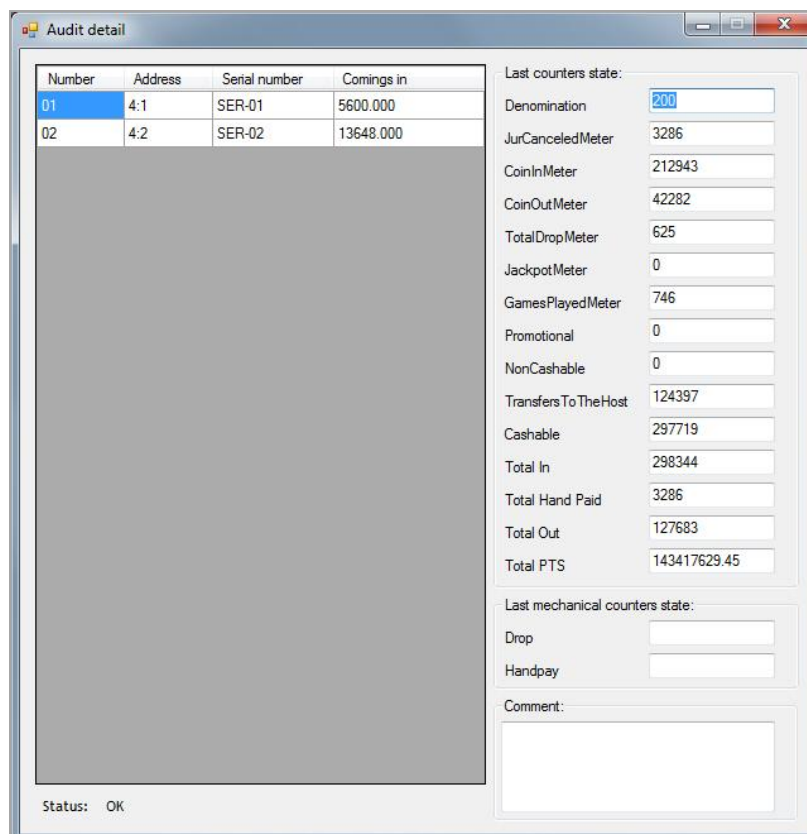 Audit detail
Number Address Serial number Comings in
01 4:1 SER-01 5600.000
02 4:2 SER-02 13648.000
Status: OK
Last counters state:
Denomination 200
JurCanceledMeter 3286
CoinInMeter 212943
CoinOutMeter 42282
TotalDropMeter 625
JackpotMeter 0
GamesPlayedMeter 746
Promotional 0
NonCashable 0
TransfersToTheHost 124397
Cashable 297719
Total In 298344
Total Hand Paid 3286
Total Out 127683
Total PTS 143417629.45
Last mechanical counters state:
Drop
Handpay
Comment: